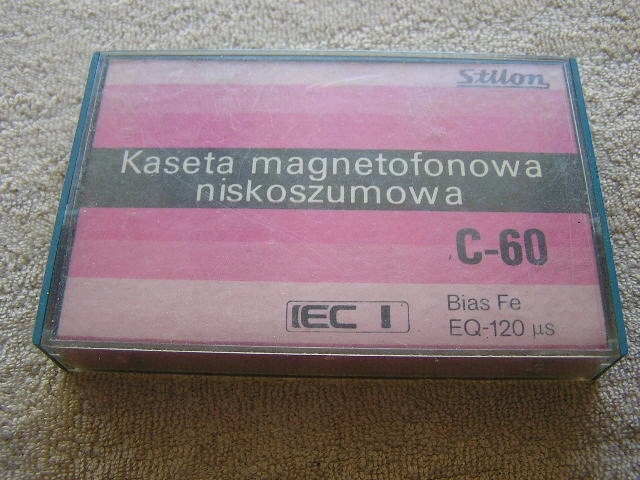 Stilon
Kaseta magnetofonowa
niskoszumowa
C-60
IEC I
Bias Fe
EQ-120 μs